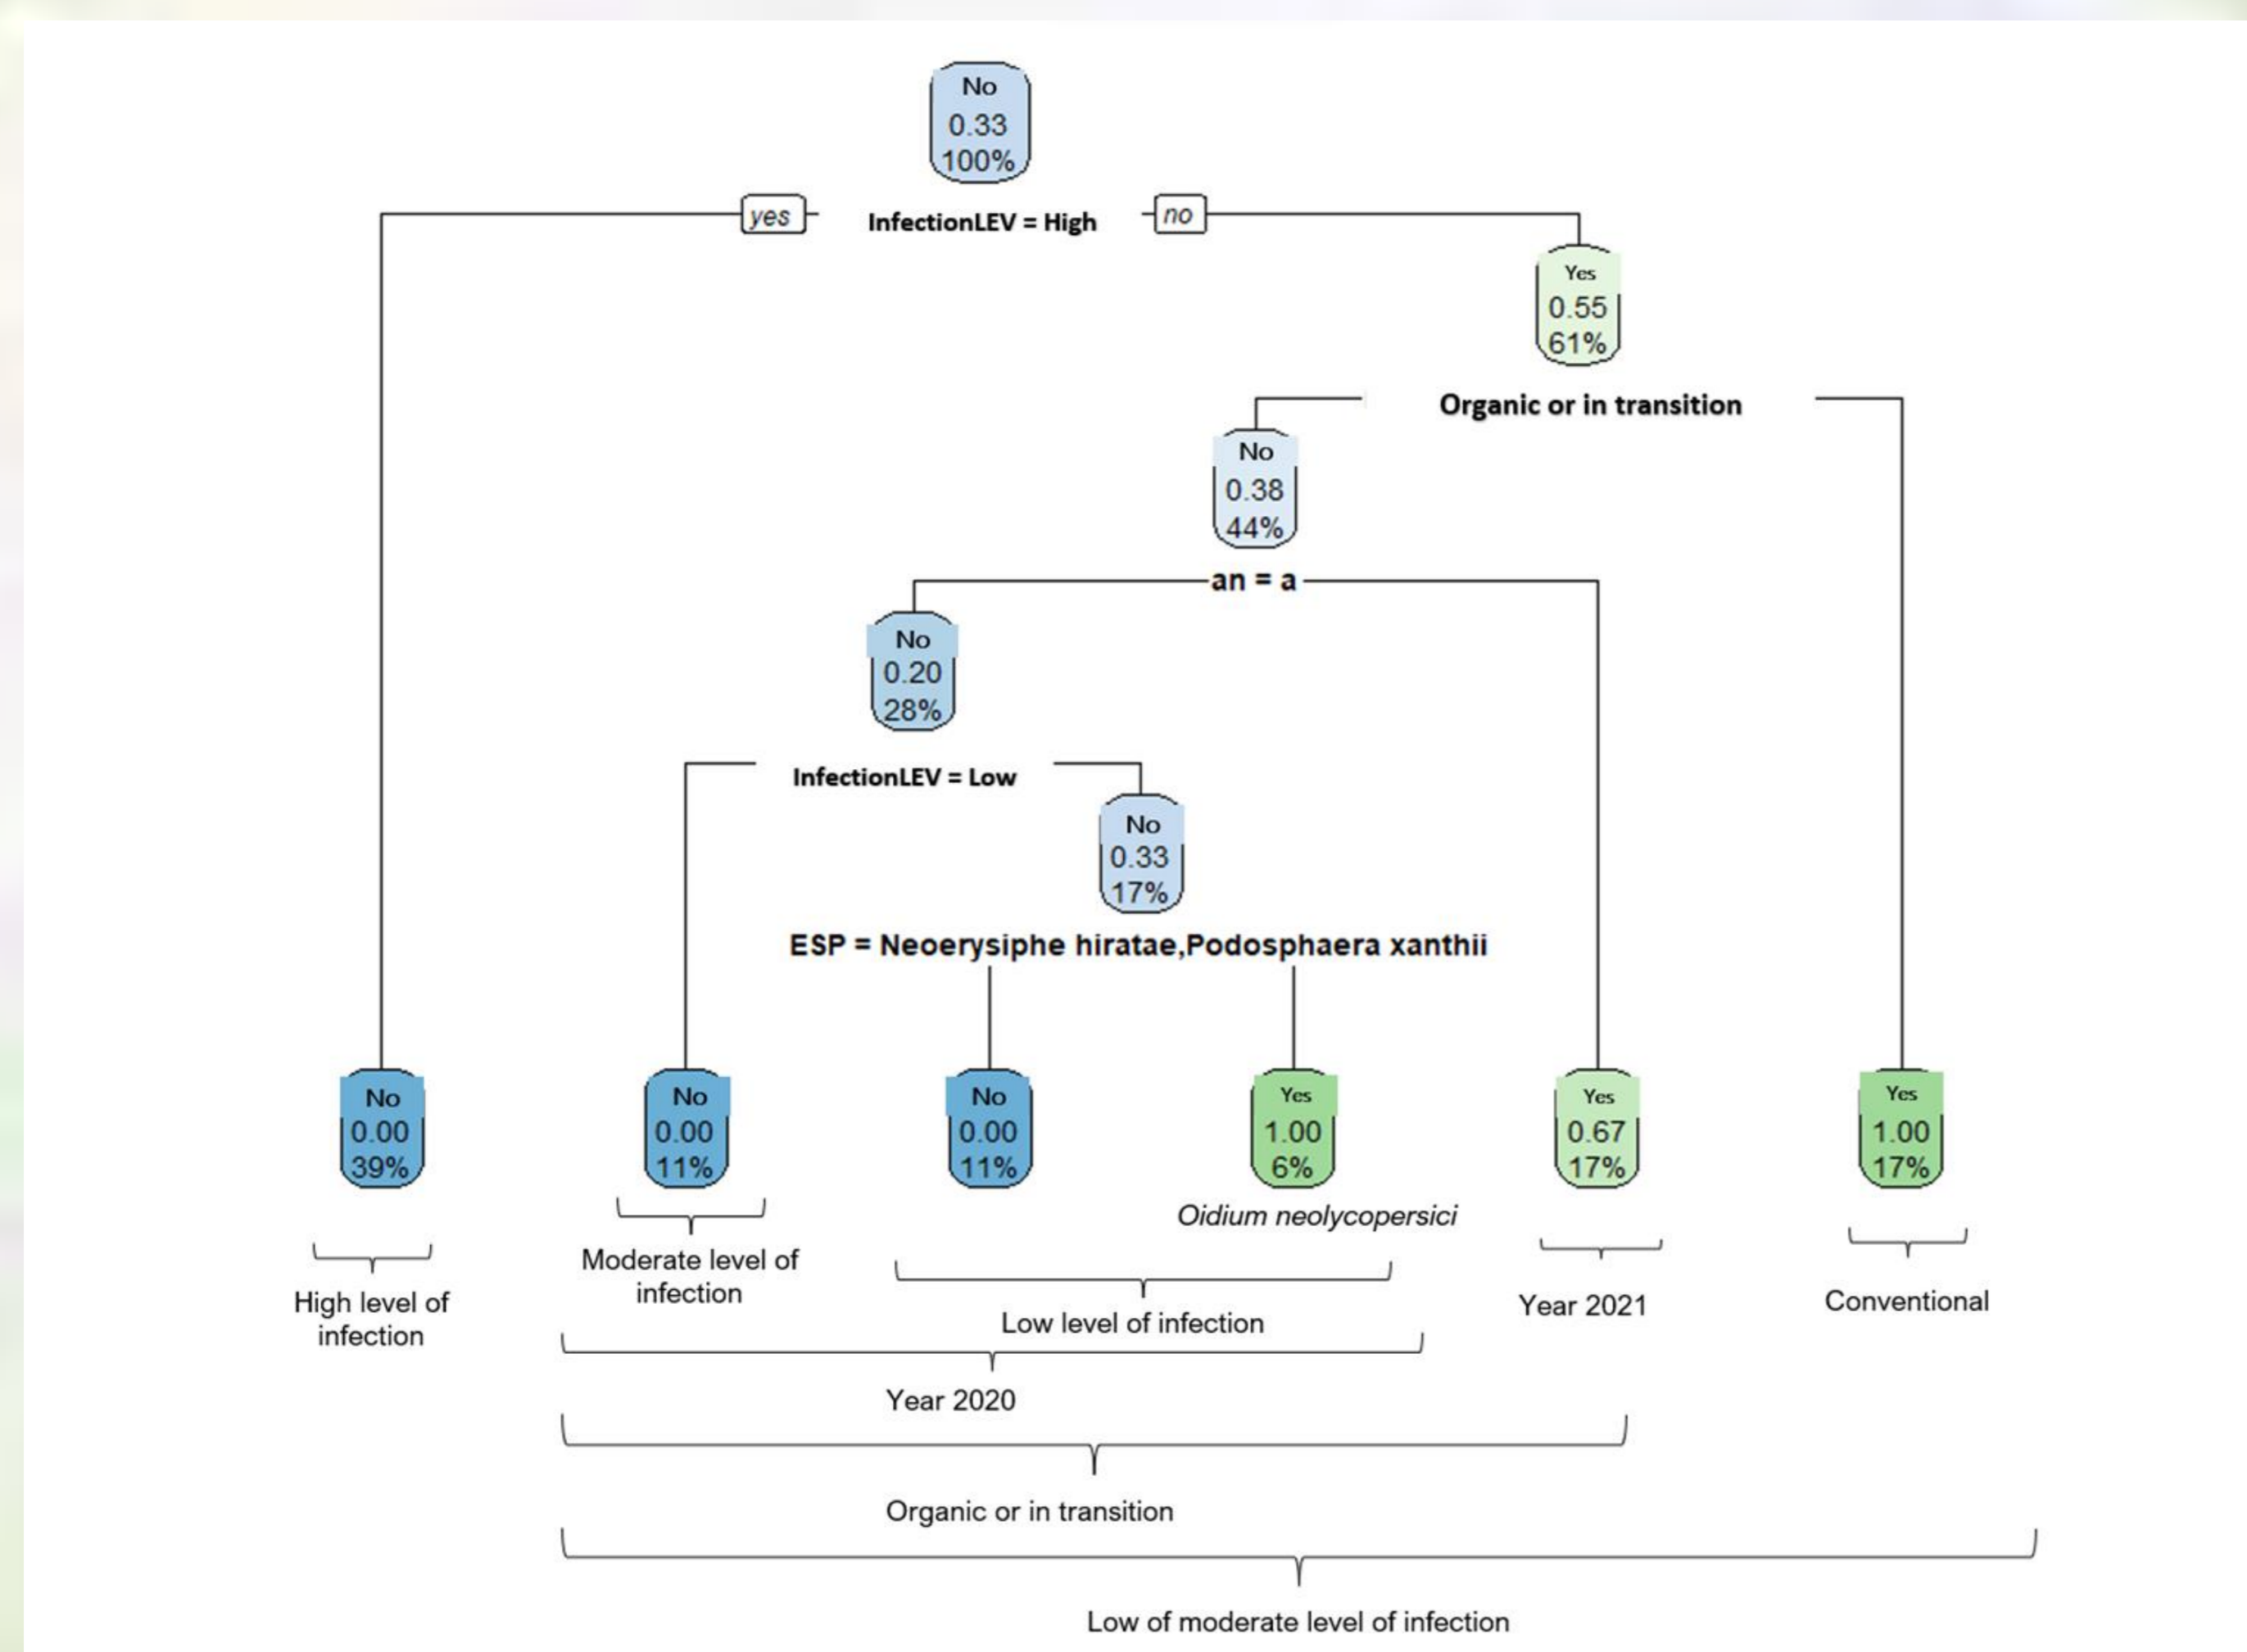 No
0.33
100%
yes
InfectionLEV = High
no
Yes
0.55
61%
Organic or in transition
No
0.38
44%
an = a
No
0.20
28%
InfectionLEV = Low
No
0.33
17%
ESP = Neoerysiphe hiratae,Podosphaera xanthii
No
0.00
39%
No
0.00
11%
No
0.00
11%
Yes
1.00
6%
Yes
0.67
17%
Yes
1.00
17%
Oidium neolycopersici
High level of
infection
Moderate level of
infection
Low level of infection
Year 2021
Conventional
Year 2020
Organic or in transition
Low of moderate level of infection